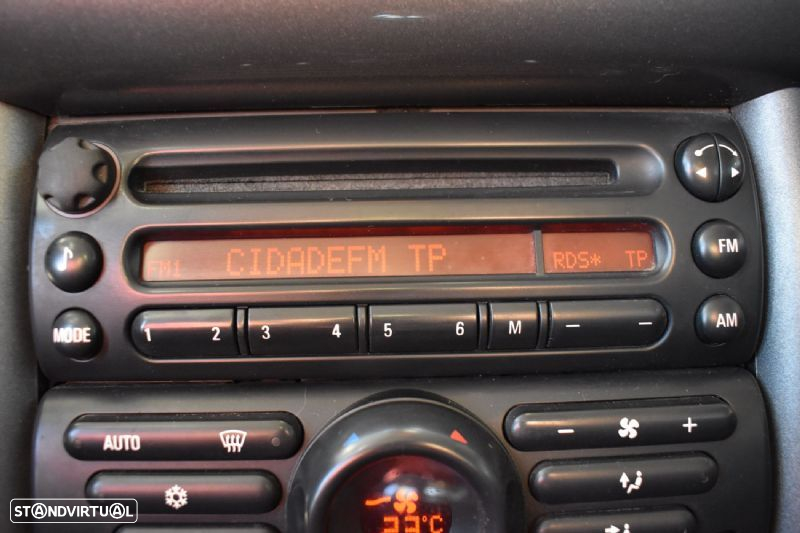 FM1 CIDADEFM TP RDS* TP
FM
MODE
1 2 3 4 5 6 M
AM
AUTO
- +
33°C
STANDVIRTUAL